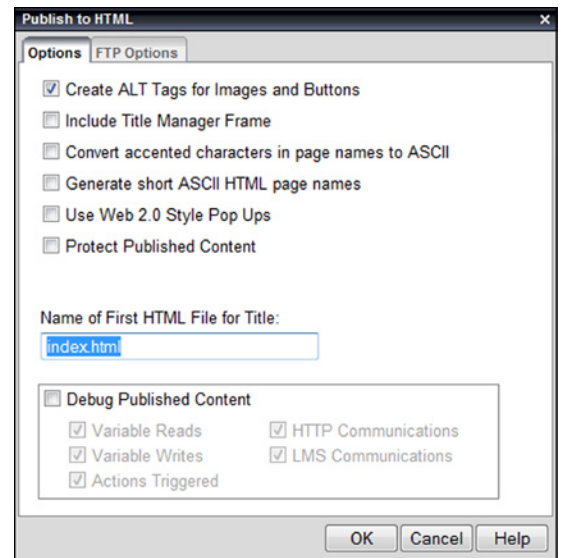 Publish to HTML x
Options FTP Options
Create ALT Tags for Images and Buttons
Include Title Manager Frame
Convert accented characters in page names to ASCII
Generate short ASCII HTML page names
Use Web 2.0 Style Pop Ups
Protect Published Content
Name of First HTML File for Title:
index.html
Debug Published Content
Variable Reads HTTP Communications
Variable Writes LMS Communications
Actions Triggered
OK Cancel Help